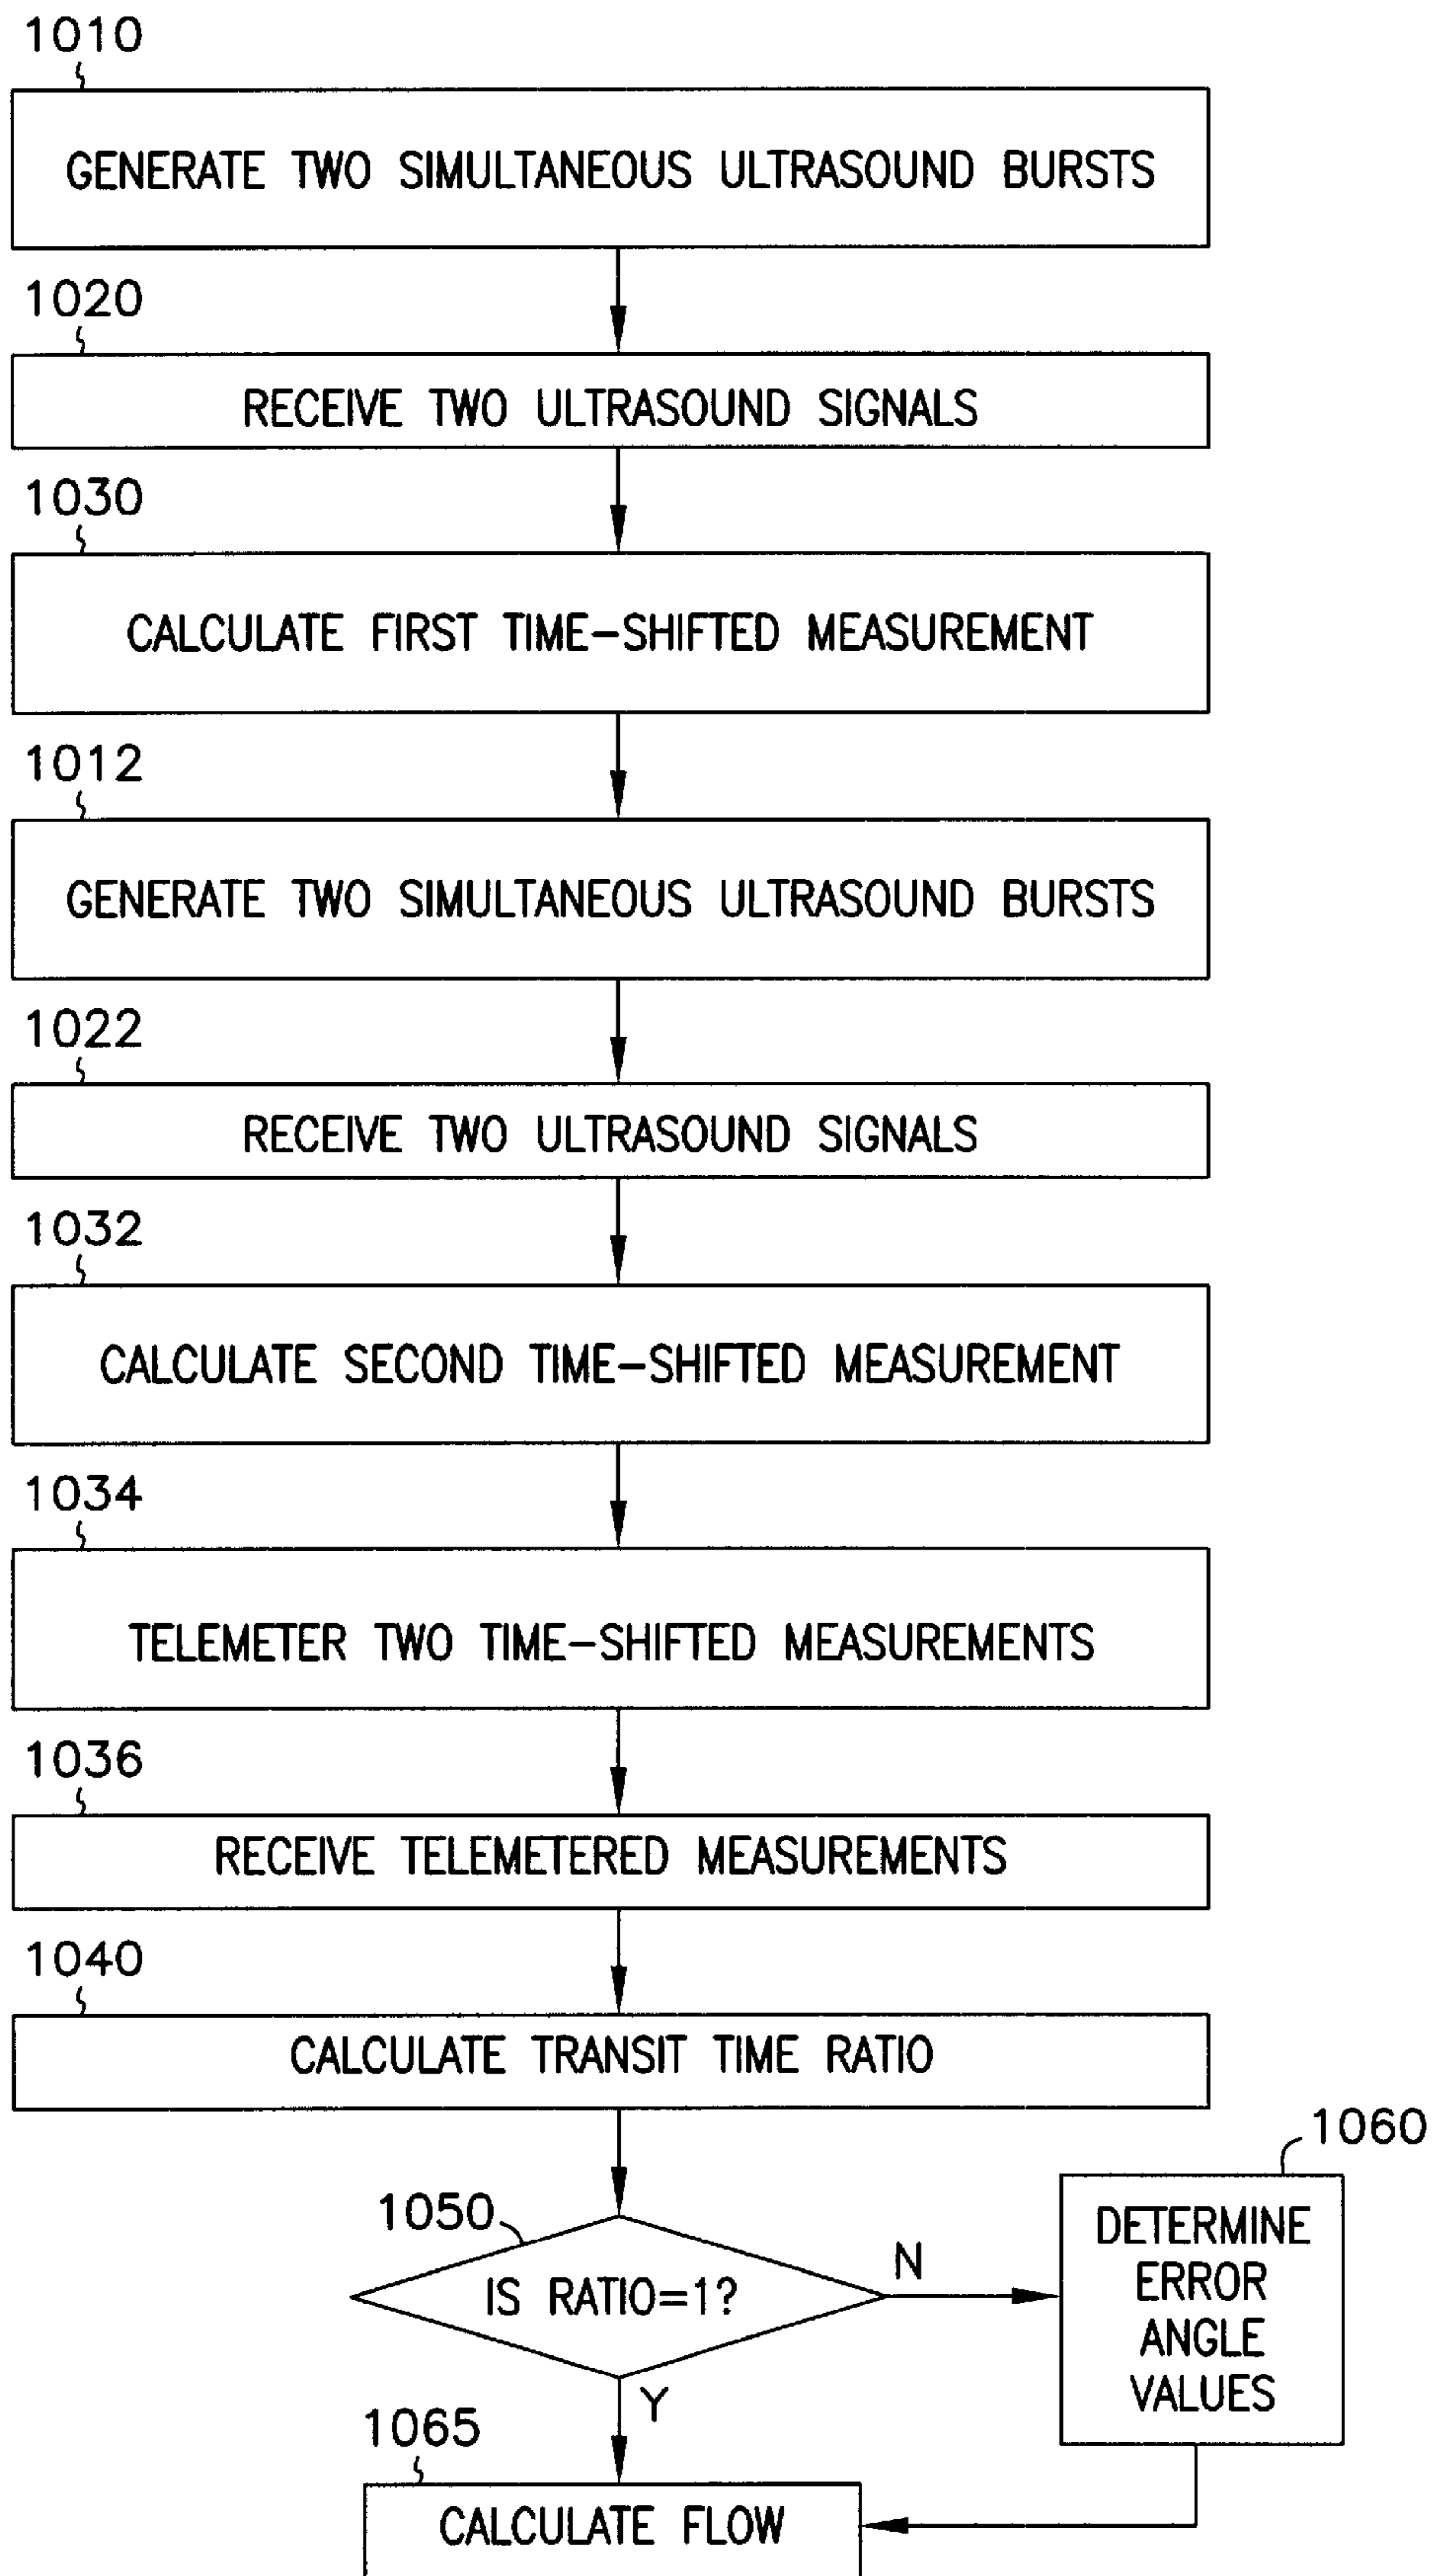 1010
GENERATE TWO SIMULTANEOUS ULTRASOUND BURSTS
1020
RECEIVE TWO ULTRASOUND SIGNALS
1030
CALCULATE FIRST TIME-SHIFTED MEASUREMENT
1012
GENERATE TWO SIMULTANEOUS ULTRASOUND BURSTS
1022
RECEIVE TWO ULTRASOUND SIGNALS
1032
CALCULATE SECOND TIME-SHIFTED MEASUREMENT
1034
TELEMETER TWO TIME-SHIFTED MEASUREMENTS
1036
RECEIVE TELEMETERED MEASUREMENTS
1040
CALCULATE TRANSIT TIME RATIO
1050
IS RATIO=1?
N
1060
DETERMINE
ERROR
ANGLE
VALUES
Y
1065
CALCULATE FLOW